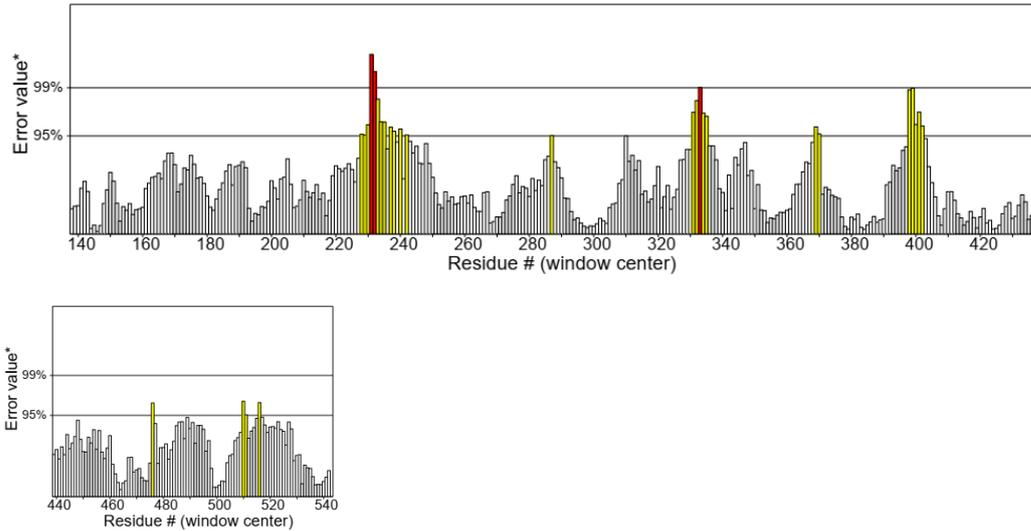 Error value*
99%
95%
140 160 180 200 220 240 260 280 300 320 340 360 380 400 420
Residue # (window center)
Error value*
99%
95%
440 460 480 500 520 540
Residue # (window center)